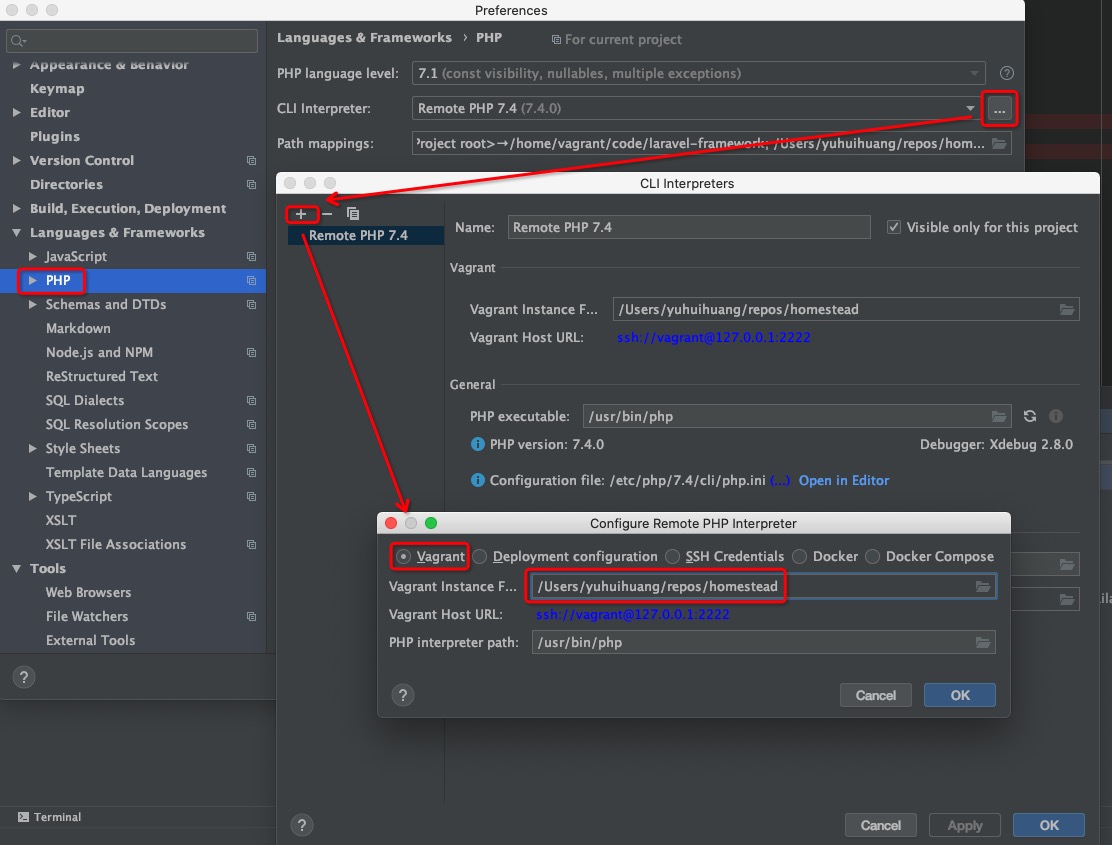 Preferences
Languages & Frameworks › PHP
For current project
PHP language level:
7.1 (const visibility, nullables, multiple exceptions)
?
CLI Interpreter:
Remote PHP 7.4 (7.4.0)
...
Path mappings:
Project root>→/home/vagrant/code/laravel-framework; /Users/yuhuihuang/repos/hom...
Appearance & Behavior
Keymap
Editor
Plugins
Version Control
Directories
Build, Execution, Deployment
Languages & Frameworks
JavaScript
PHP
Schemas and DTDs
Markdown
Node.js and NPM
ReStructured Text
SQL Dialects
SQL Resolution Scopes
Style Sheets
Template Data Languages
TypeScript
XSLT
XSLT File Associations
Tools
Web Browsers
File Watchers
External Tools
?
Terminal
CLI Interpreters
Remote PHP 7.4
Name:
Remote PHP 7.4
Visible only for this project
Vagrant
Vagrant Instance F...
/Users/yuhuihuang/repos/homestead
Vagrant Host URL:
ssh://vagrant@127.0.0.1:2222
General
PHP executable:
/usr/bin/php
PHP version: 7.4.0
Debugger: Xdebug 2.8.0
Configuration file: /etc/php/7.4/cli/php.ini (...) Open in Editor
Configure Remote PHP Interpreter
Vagrant
Deployment configuration
SSH Credentials
Docker
Docker Compose
Vagrant Instance F...
/Users/yuhuihuang/repos/homestead
Vagrant Host URL:
ssh://vagrant@127.0.0.1:2222
PHP interpreter path:
/usr/bin/php
?
Cancel
OK
?
Cancel
Apply
OK